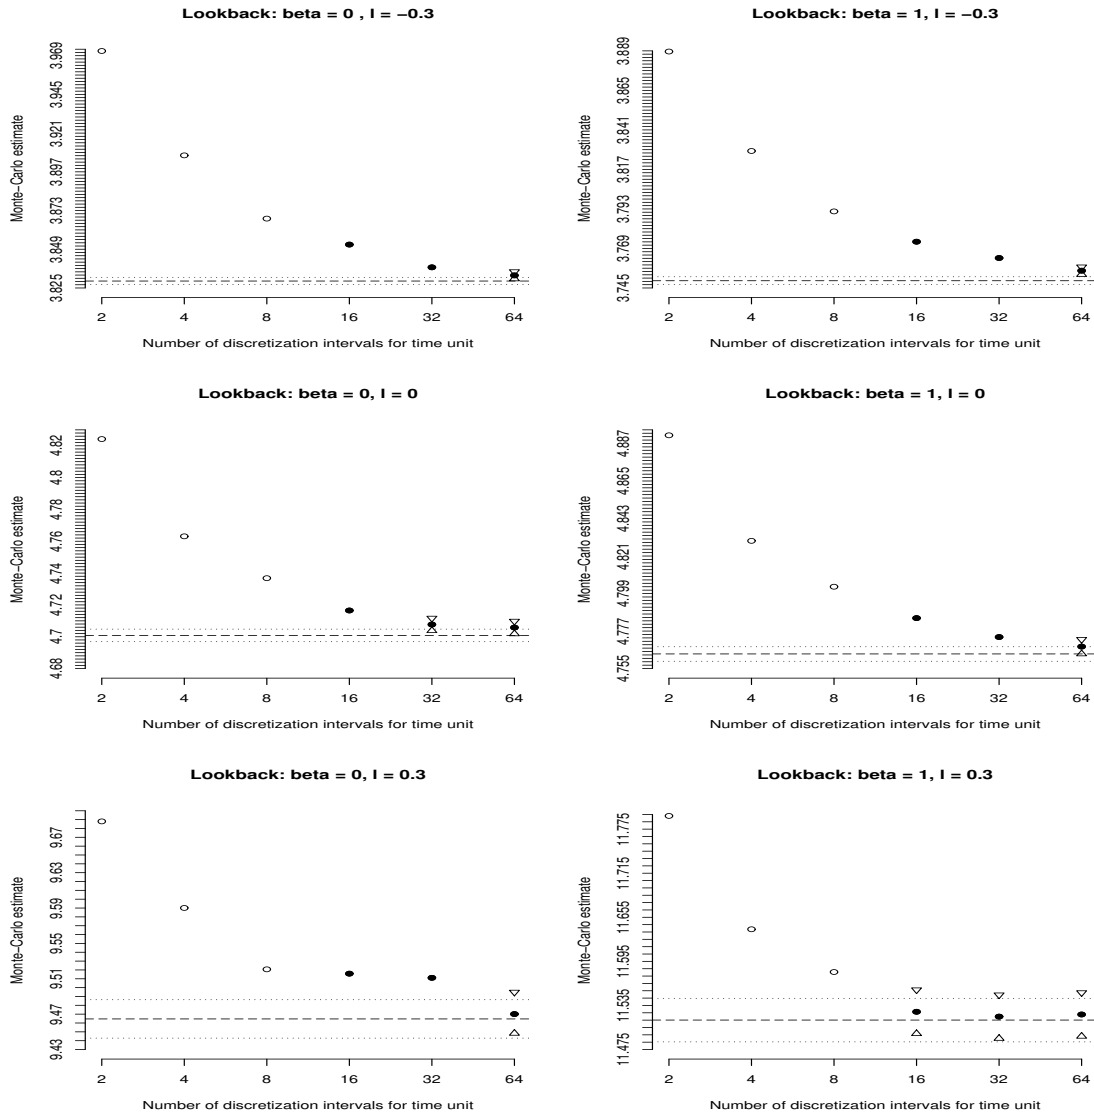 Lookback: beta = 0 , l = −0.3
Monte−Carlo estimate
3.825 3.849 3.873 3.897 3.921 3.945 3.969
2 4 8 16 32 64
Number of discretization intervals for time unit
Lookback: beta = 1, l = −0.3
Monte−Carlo estimate
3.745 3.769 3.793 3.817 3.841 3.865 3.889
2 4 8 16 32 64
Number of discretization intervals for time unit
Lookback: beta = 0, l = 0
Monte−Carlo estimate
4.68 4.7 4.72 4.74 4.76 4.78 4.8 4.82
2 4 8 16 32 64
Number of discretization intervals for time unit
Lookback: beta = 1, l = 0
Monte−Carlo estimate
4.755 4.777 4.799 4.821 4.843 4.865 4.887
2 4 8 16 32 64
Number of discretization intervals for time unit
Lookback: beta = 0, l = 0.3
Monte−Carlo estimate
9.43 9.47 9.51 9.55 9.59 9.63 9.67
2 4 8 16 32 64
Number of discretization intervals for time unit
Lookback: beta = 1, l = 0.3
Monte−Carlo estimate
11.475 11.535 11.595 11.655 11.715 11.775
2 4 8 16 32 64
Number of discretization intervals for time unit